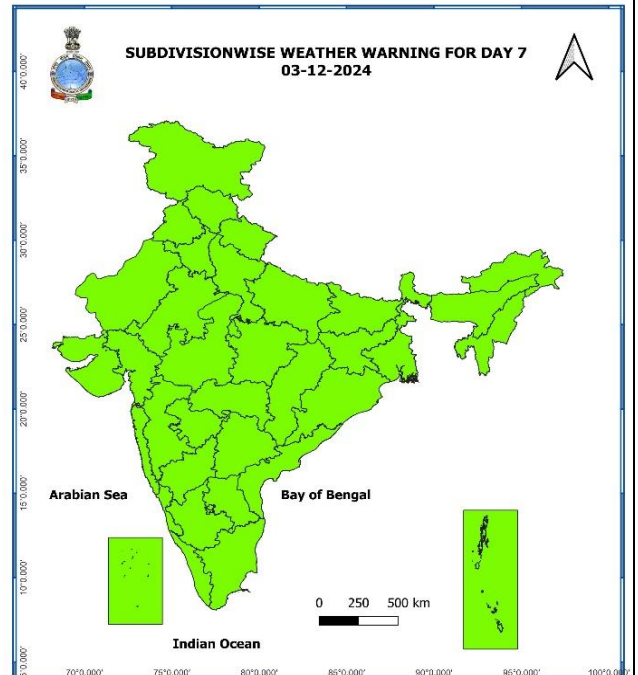 SUBDIVISIONWISE WEATHER WARNING FOR DAY 7
03-12-2024
40°0.000'
35°0.000'
30°0.000'
25°0.000'
20°0.000'
15°0.000'
10°0.000'
5°0.000'
Arabian Sea
Bay of Bengal
0 250 500 km
Indian Ocean
70°0.000' 75°0.000' 80°0.000' 85°0.000' 90°0.000' 95°0.000' 100°0.000'